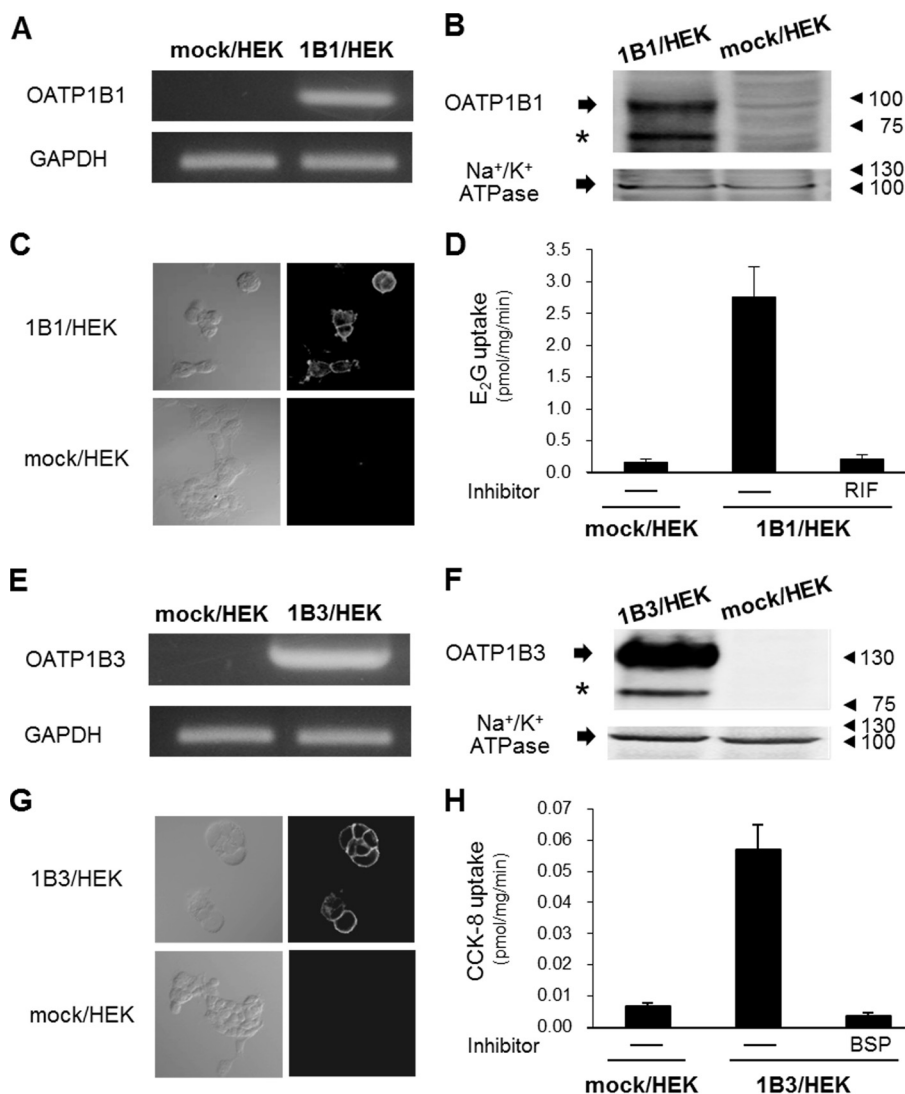 A
mock/HEK 1B1/HEK
OATP1B1
GAPDH
B
1B1/HEK mock/HEK
OATP1B1
*
100
75
Na⁺/K⁺
ATPase
130
100
C
1B1/HEK
mock/HEK
D
E₂G uptake
(pmol/mg/min)
3.5
3.0
2.5
2.0
1.5
1.0
0.5
0.0
Inhibitor — — RIF
mock/HEK 1B1/HEK
E
mock/HEK 1B3/HEK
OATP1B3
GAPDH
F
1B3/HEK mock/HEK
OATP1B3
*
130
75
Na⁺/K⁺
ATPase
130
100
G
1B3/HEK
mock/HEK
H
CCK-8 uptake
(pmol/mg/min)
0.07
0.06
0.05
0.04
0.03
0.02
0.01
0.00
Inhibitor — — BSP
mock/HEK 1B3/HEK